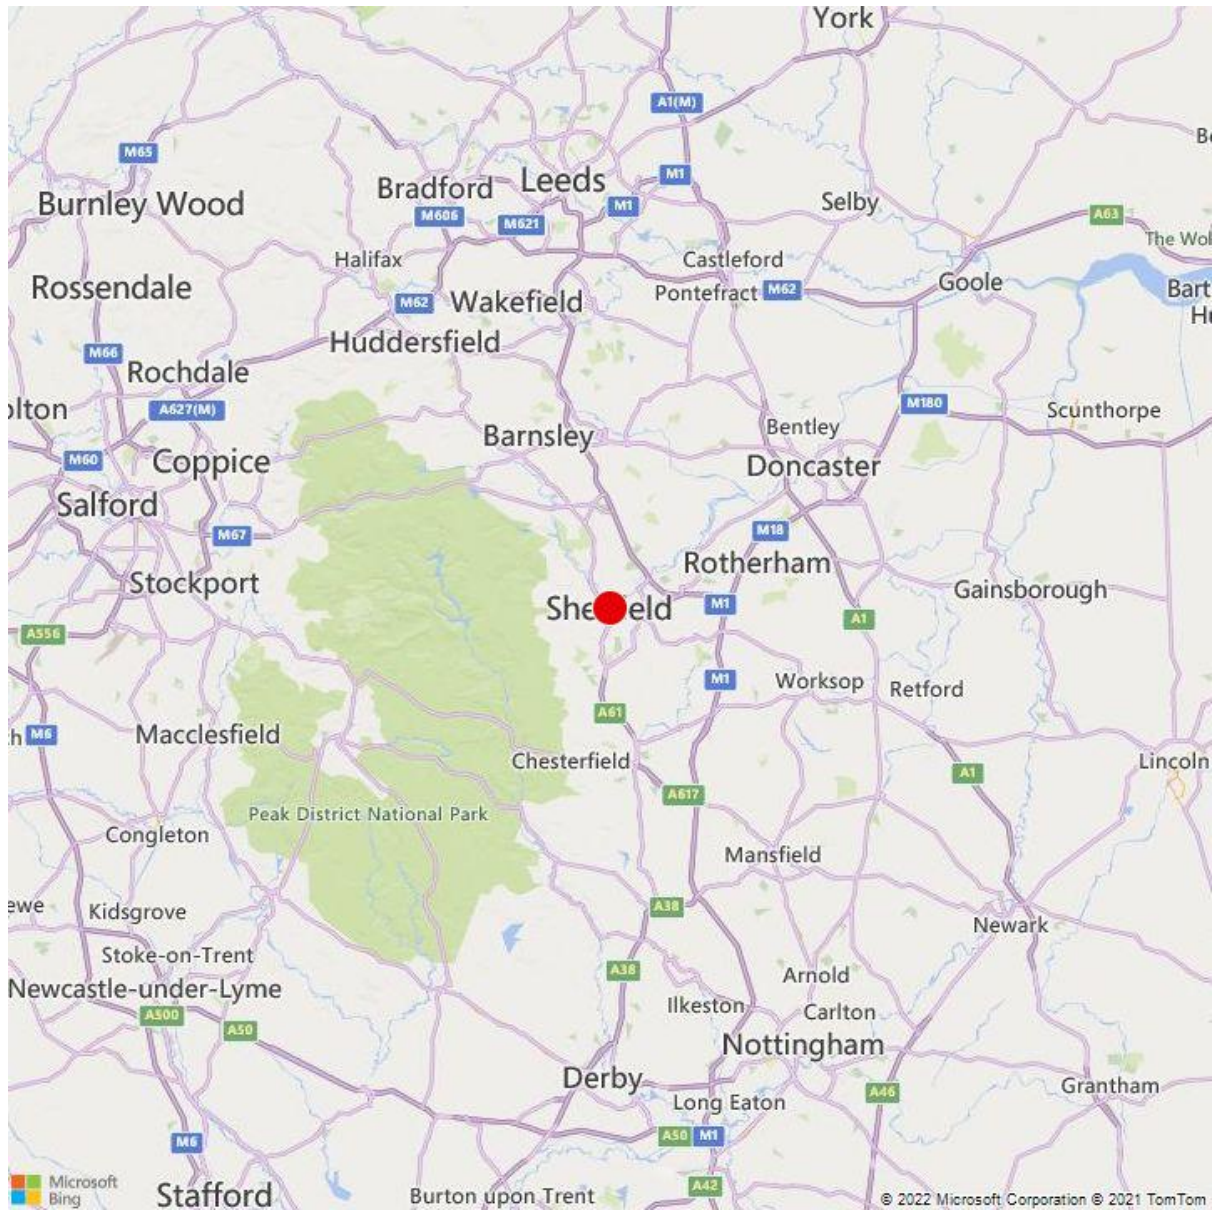 York
A1(M)
M65
Be
M1
Bradford
Leeds
Burnley Wood
M606
M621
M1
Selby
A63
The Wol
Halifax
Castleford
Rossendale
Wakefield
M62
Pontefract
M62
Goole
Bart
Hu
Huddersfield
M66
Rochdale
olton
A627(M)
M180
Scunthorpe
Barnsley
Bentley
M60
Coppice
Doncaster
Salford
M67
M18
Stockport
Rotherham
Gainsborough
M1
She eld
A1
A556
Worksop
Retford
M1
A61
h
M6
Macclesfield
Chesterfield
Lincoln
A1
A617
Peak District National Park
Congleton
Mansfield
ewe
Kidsgrove
A38
Newark
Stoke-on-Trent
A38
Arnold
Newcastle-under-Lyme
Ilkeston
Carlton
A500
A50
Nottingham
Derby
Grantham
A46
Long Eaton
M6
A50
M1
Microsoft
Bing
Stafford
Burton upon Trent
A42
© 2022 Microsoft Corporation © 2021 TomTom